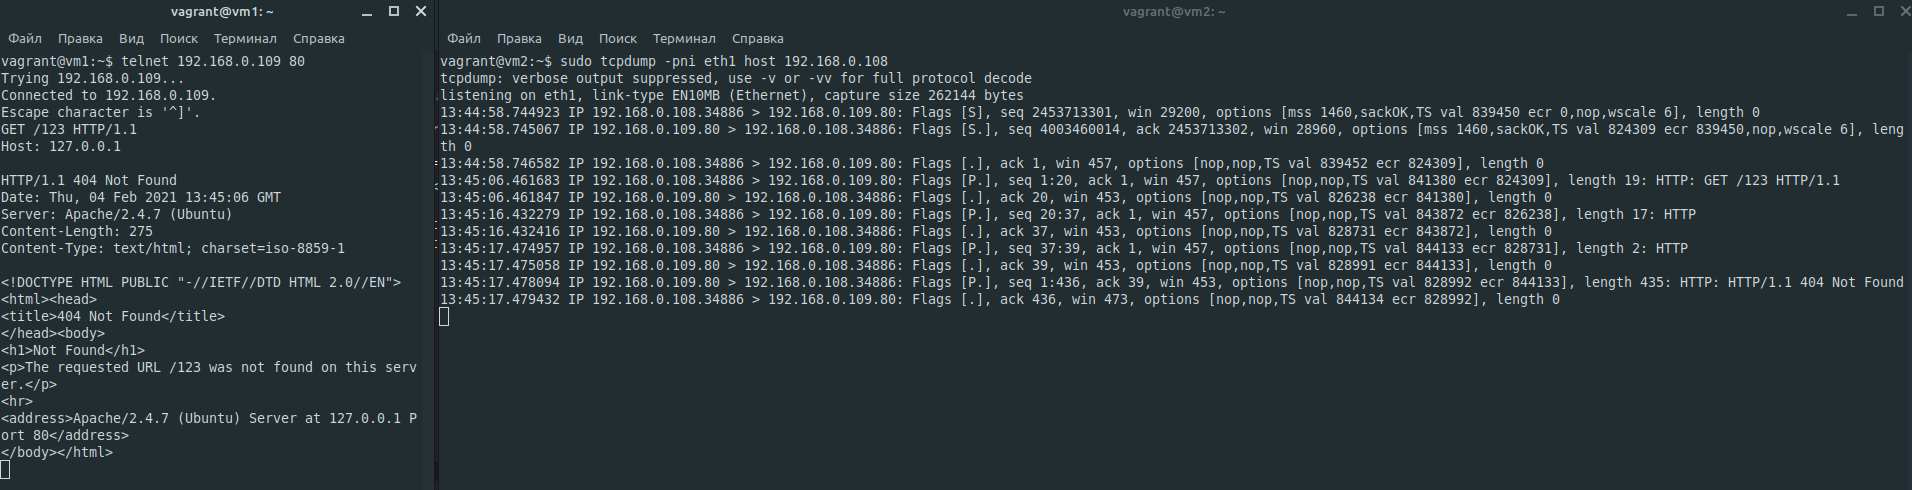 vagrant@vm1: ~
Файл Правка Вид Поиск Терминал Справка
vagrant@vm1:~$ telnet 192.168.0.109 80
Trying 192.168.0.109...
Connected to 192.168.0.109.
Escape character is '^]'.
GET /123 HTTP/1.1
Host: 127.0.0.1

HTTP/1.1 404 Not Found
Date: Thu, 04 Feb 2021 13:45:06 GMT
Server: Apache/2.4.7 (Ubuntu)
Content-Length: 275
Content-Type: text/html; charset=iso-8859-1

<!DOCTYPE HTML PUBLIC "-//IETF//DTD HTML 2.0//EN">
<html><head>
<title>404 Not Found</title>
</head><body>
<h1>Not Found</h1>
<p>The requested URL /123 was not found on this serv
er.</p>
<hr>
<address>Apache/2.4.7 (Ubuntu) Server at 127.0.0.1 P
ort 80</address>
</body></html>
vagrant@vm2: ~
Файл Правка Вид Поиск Терминал Справка
vagrant@vm2:~$ sudo tcpdump -pni eth1 host 192.168.0.108
tcpdump: verbose output suppressed, use -v or -vv for full protocol decode
listening on eth1, link-type EN10MB (Ethernet), capture size 262144 bytes
13:44:58.744923 IP 192.168.0.108.34886 > 192.168.0.109.80: Flags [S], seq 2453713301, win 29200, options [mss 1460,sackOK,TS val 839450 ecr 0,nop,wscale 6], length 0
13:44:58.745067 IP 192.168.0.109.80 > 192.168.0.108.34886: Flags [S.], seq 4003460014, ack 2453713302, win 28960, options [mss 1460,sackOK,TS val 824309 ecr 839450,nop,wscale 6], leng
th 0
13:44:58.746582 IP 192.168.0.108.34886 > 192.168.0.109.80: Flags [.], ack 1, win 457, options [nop,nop,TS val 839452 ecr 824309], length 0
13:45:06.461683 IP 192.168.0.108.34886 > 192.168.0.109.80: Flags [P.], seq 1:20, ack 1, win 457, options [nop,nop,TS val 841380 ecr 824309], length 19: HTTP: GET /123 HTTP/1.1
13:45:06.461847 IP 192.168.0.109.80 > 192.168.0.108.34886: Flags [.], ack 20, win 453, options [nop,nop,TS val 826238 ecr 841380], length 0
13:45:16.432279 IP 192.168.0.108.34886 > 192.168.0.109.80: Flags [P.], seq 20:37, ack 1, win 457, options [nop,nop,TS val 843872 ecr 826238], length 17: HTTP
13:45:16.432416 IP 192.168.0.109.80 > 192.168.0.108.34886: Flags [.], ack 37, win 453, options [nop,nop,TS val 828731 ecr 843872], length 0
13:45:17.474957 IP 192.168.0.108.34886 > 192.168.0.109.80: Flags [P.], seq 37:39, ack 1, win 457, options [nop,nop,TS val 844133 ecr 828731], length 2: HTTP
13:45:17.475058 IP 192.168.0.109.80 > 192.168.0.108.34886: Flags [.], ack 39, win 453, options [nop,nop,TS val 828991 ecr 844133], length 0
13:45:17.478094 IP 192.168.0.109.80 > 192.168.0.108.34886: Flags [P.], seq 1:436, ack 39, win 453, options [nop,nop,TS val 828992 ecr 844133], length 435: HTTP: HTTP/1.1 404 Not Found
13:45:17.479432 IP 192.168.0.108.34886 > 192.168.0.109.80: Flags [.], ack 436, win 473, options [nop,nop,TS val 844134 ecr 828992], length 0